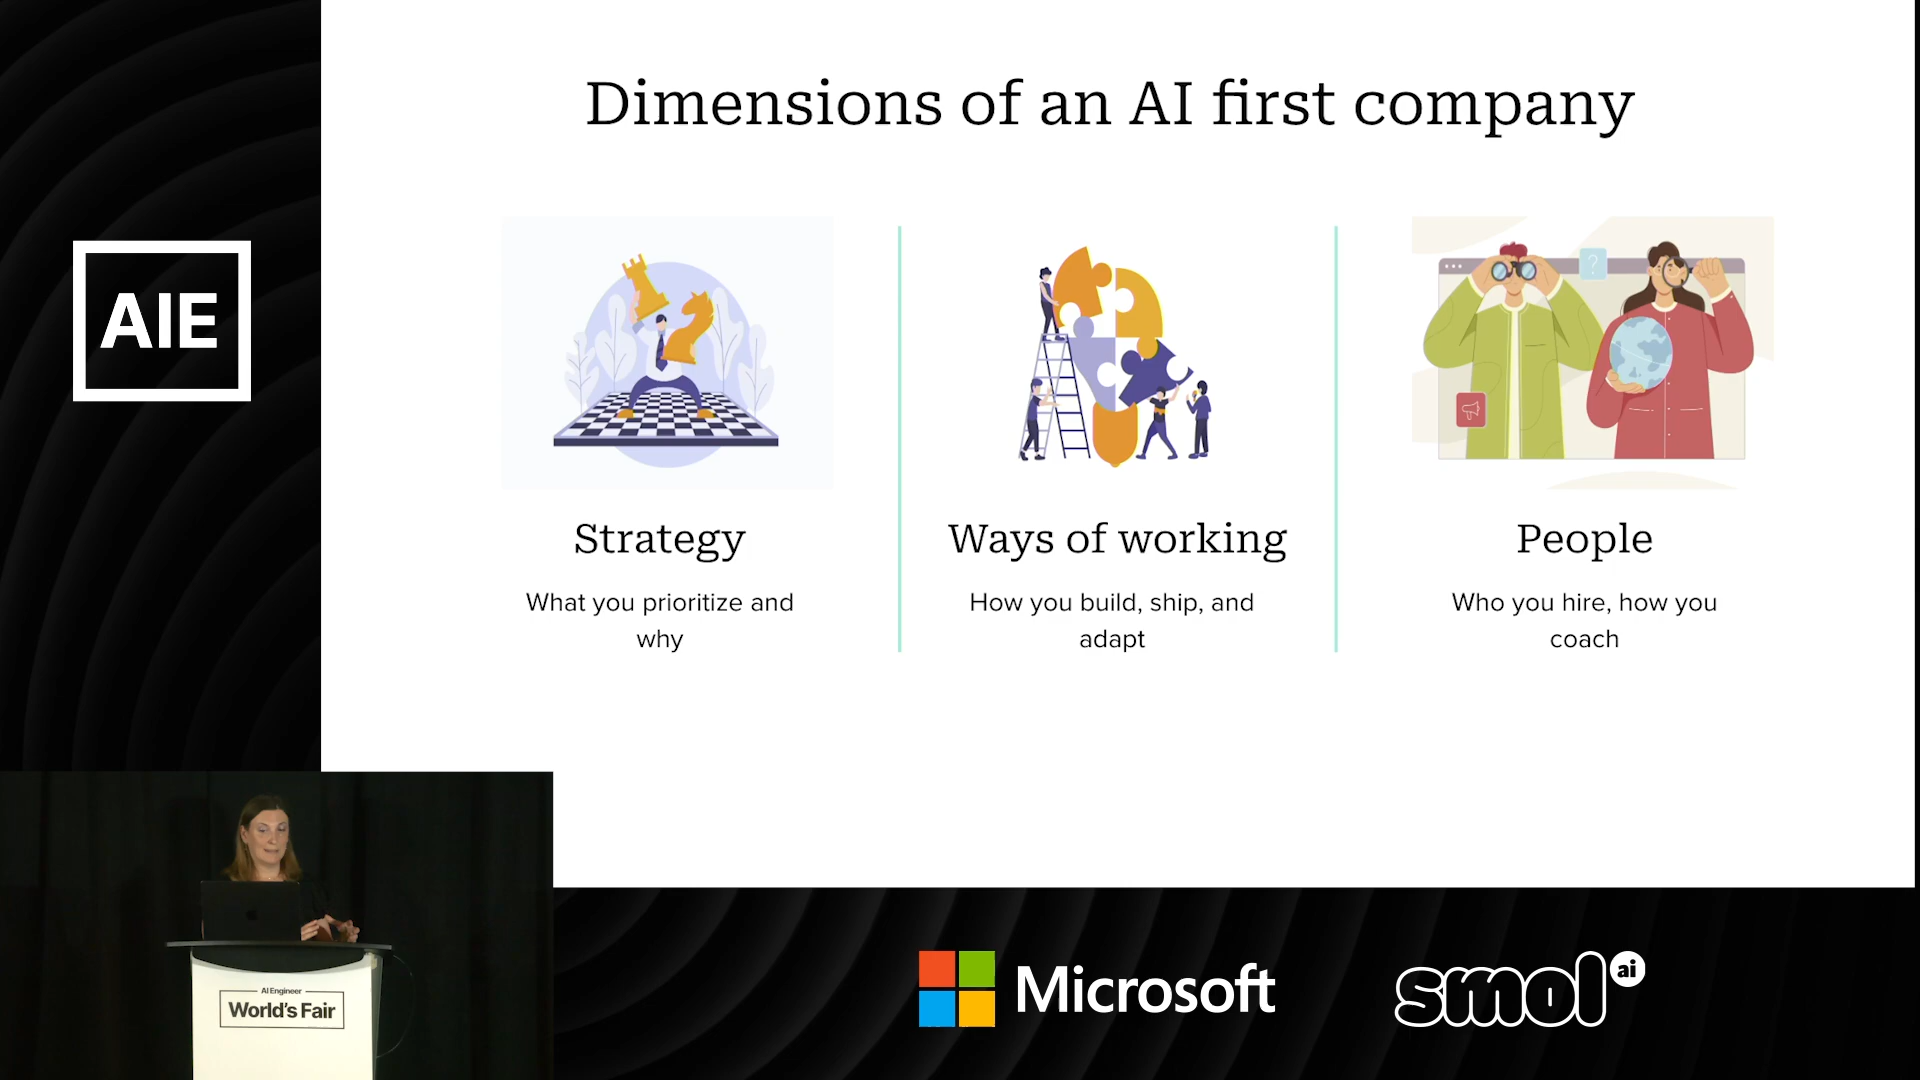 Dimensions of an AI first company
AIE
?
Strategy
What you prioritize and
why
Ways of working
How you build, ship, and
adapt
People
Who you hire, how you
coach
AI Engineer
World's Fair
Microsoft
smol ai